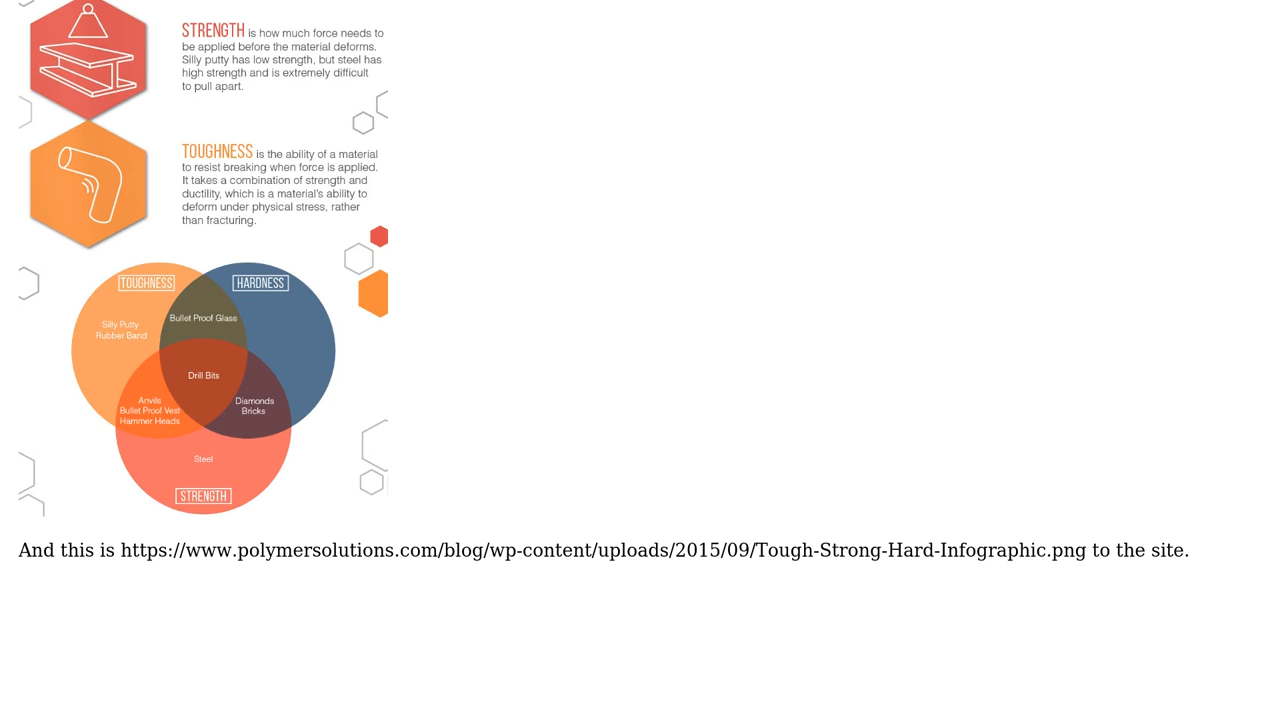 STRENGTH is how much force needs to
be applied before the material deforms.
Silly putty has low strength, but steel has
high strength and is extremely difficult
to pull apart.
TOUGHNESS is the ability of a material
to resist breaking when force is applied.
It takes a combination of strength and
ductility, which is a material's ability to
deform under physical stress, rather
than fracturing.
TOUGHNESS
HARDNESS
Bullet Proof Glass
Silly Putty
Rubber Band
Drill Bits
Anvils
Bullet Proof Vest
Hammer Heads
Diamonds
Bricks
Steel
STRENGTH
And this is https://www.polymersolutions.com/blog/wp-content/uploads/2015/09/Tough-Strong-Hard-Infographic.png to the site.